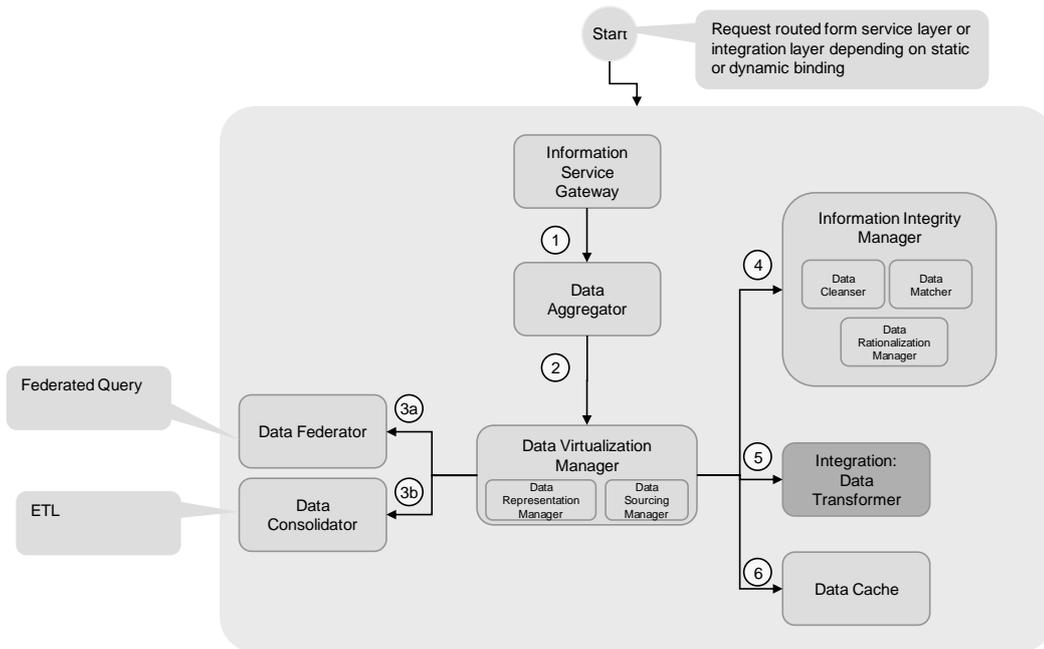 Start
Request routed form service layer or
integration layer depending on static
or dynamic binding
Information
Service
Gateway
1
Data
Aggregator
2
Data Virtualization
Manager
Data
Representation
Manager
Data
Sourcing
Manager
Federated Query
3a
Data Federator
ETL
3b
Data
Consolidator
4
Information Integrity
Manager
Data
Cleanser
Data
Matcher
Data
Rationalization
Manager
5
Integration:
Data
Transformer
6
Data Cache